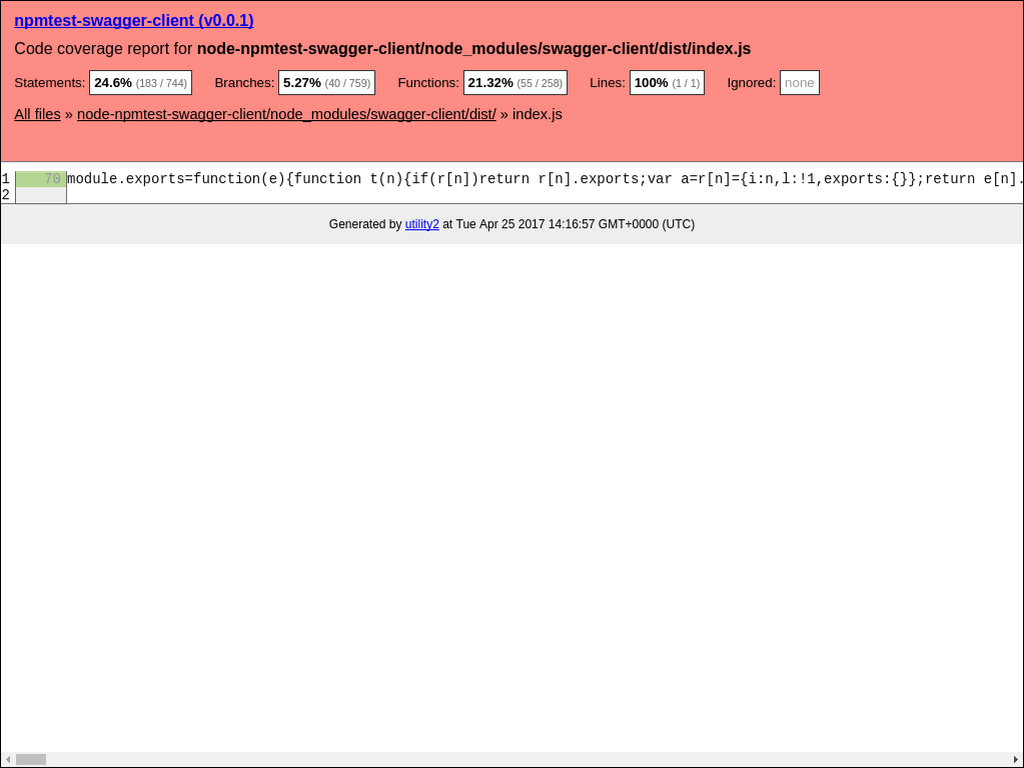 npmtest-swagger-client (v0.0.1)
Code coverage report for node-npmtest-swagger-client/node_modules/swagger-client/dist/index.js
Statements: 24.6% (183 / 744) Branches: 5.27% (40 / 759) Functions: 21.32% (55 / 258) Lines: 100% (1 / 1) Ignored: none
All files » node-npmtest-swagger-client/node_modules/swagger-client/dist/ » index.js
1 70 module.exports=function(e){function t(n){if(r[n])return r[n].exports;var a=r[n]={i:n,l:!1,exports:{}};return e[n].
2
Generated by utility2 at Tue Apr 25 2017 14:16:57 GMT+0000 (UTC)